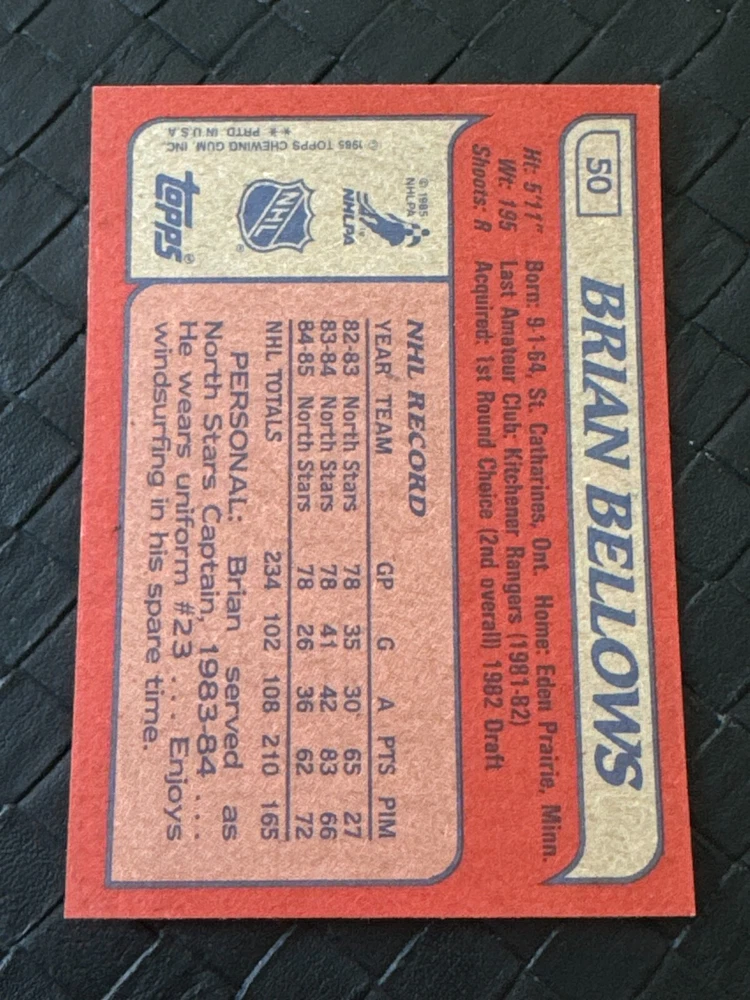 50
BRIAN BELLOWS
Ht: 5'11" Born: 9-1-64, St. Catharines, Ont. Home: Eden Prairie, Minn.
Wt: 195 Last Amateur Club: Kitchener Rangers (1981-82)
Shoots: R Acquired: 1st Round Choice (2nd overall) 1982 Draft
© 1985
NHLPA
NHLPA
NHL
®
topps®
© 1985 TOPPS CHEWING GUM, INC.
** PRTD. IN U.S.A.
NHL RECORD
YEAR TEAM GP G A PTS PIM
82-83 North Stars 78 35 30 65 27
83-84 North Stars 78 41 42 83 66
84-85 North Stars 78 26 36 62 72
NHL TOTALS 234 102 108 210 165
PERSONAL: Brian served as
North Stars Captain, 1983-84 . . . .
He wears uniform #23 . . . Enjoys
windsurfing in his spare time.